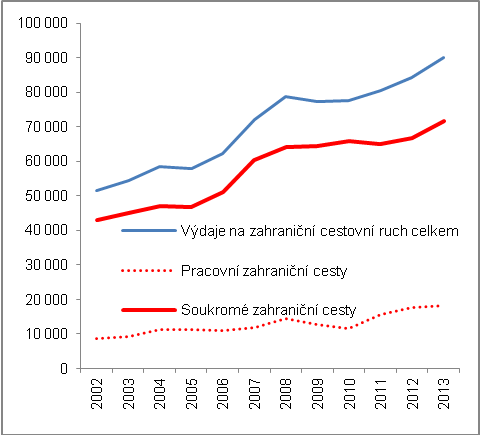 100 000
90 000
80 000
70 000
60 000
50 000
40 000
30 000
20 000
10 000
0
Výdaje na zahraniční cestovní ruch celkem
Pracovní zahraniční cesty
Soukromé zahraniční cesty
2002 2003 2004 2005 2006 2007 2008 2009 2010 2011 2012 2013